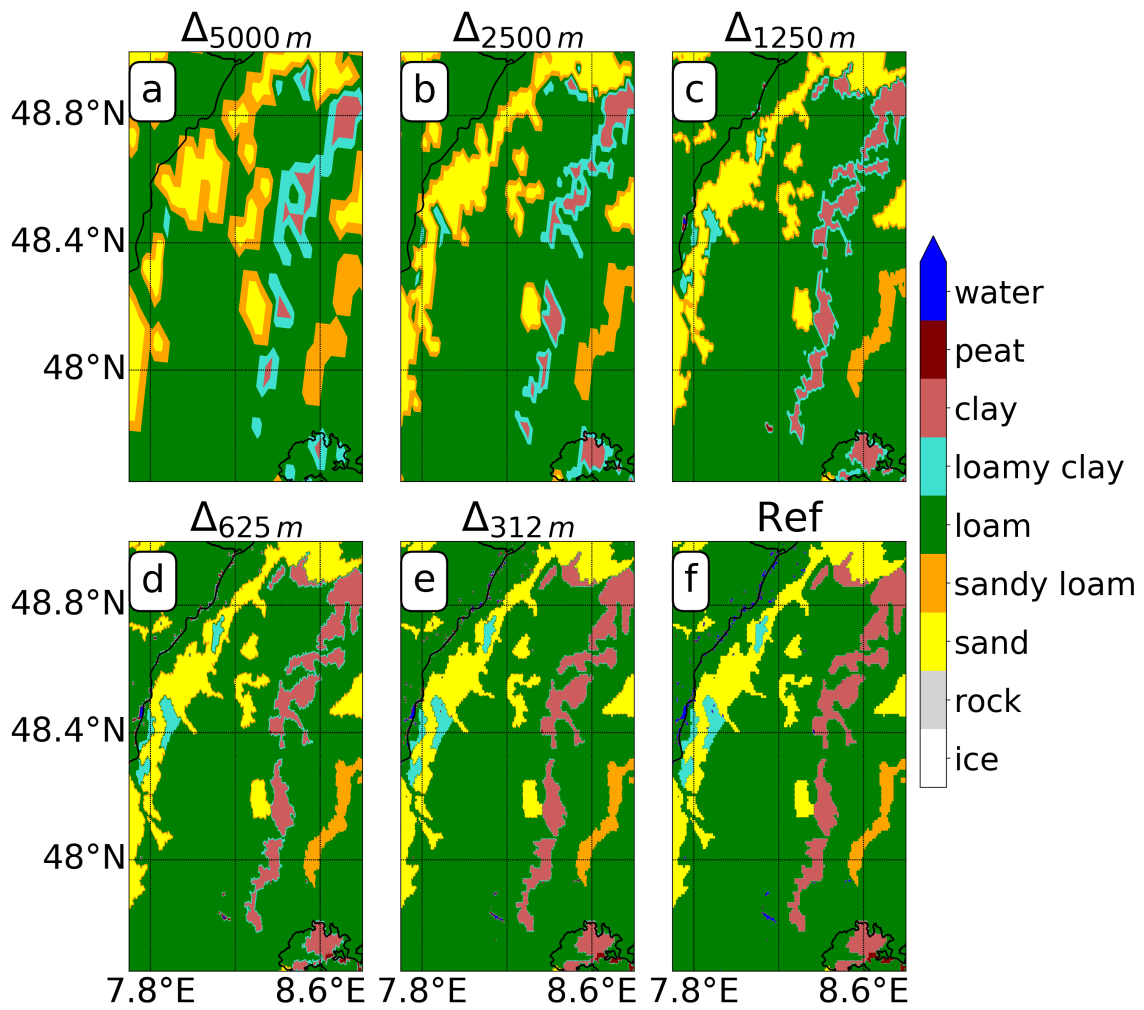 Δ5000 m
Δ2500 m
Δ1250 m
a
b
c
48.8°N
48.4°N
48°N
water
peat
clay
loamy clay
loam
sandy loam
sand
rock
ice
Δ625 m
Δ312 m
Ref
d
e
f
48.8°N
48.4°N
48°N
7.8°E
8.6°E
7.8°E
8.6°E
7.8°E
8.6°E